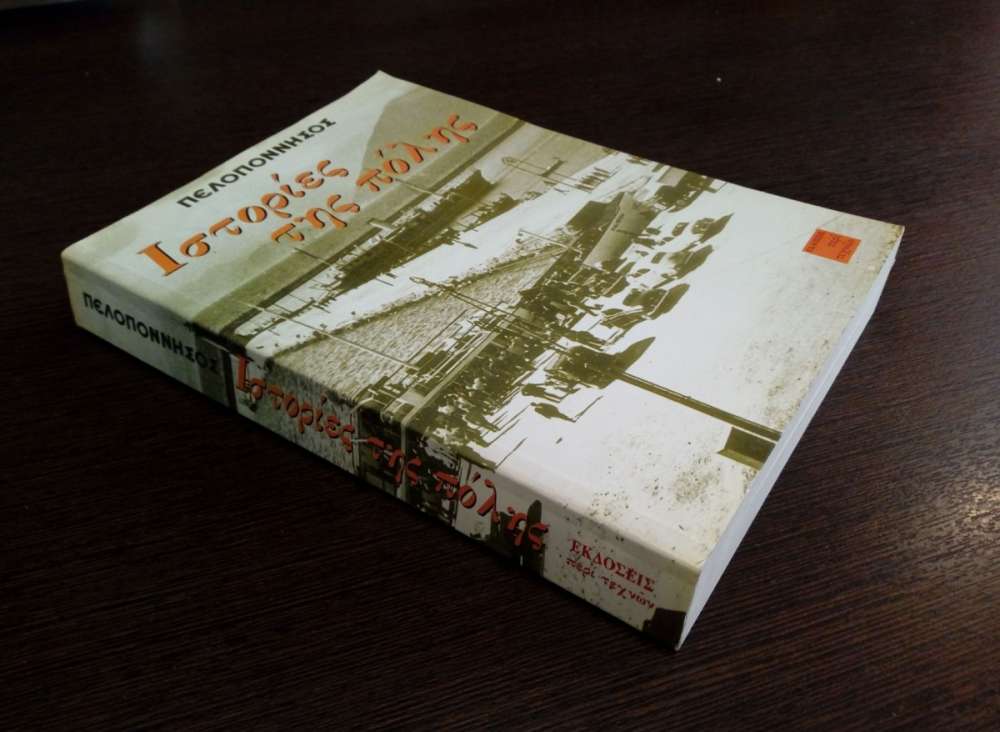 ΠΕΛΟΠΟΝΝΗΣΟΣ
Ιστορίες
της πόλης
ΠΕΛΟΠΟΝΝΗΣΟΣ
Ιστορίες της πόλης
ΕΚΔΟΣΕΙΣ
περί τεχνών